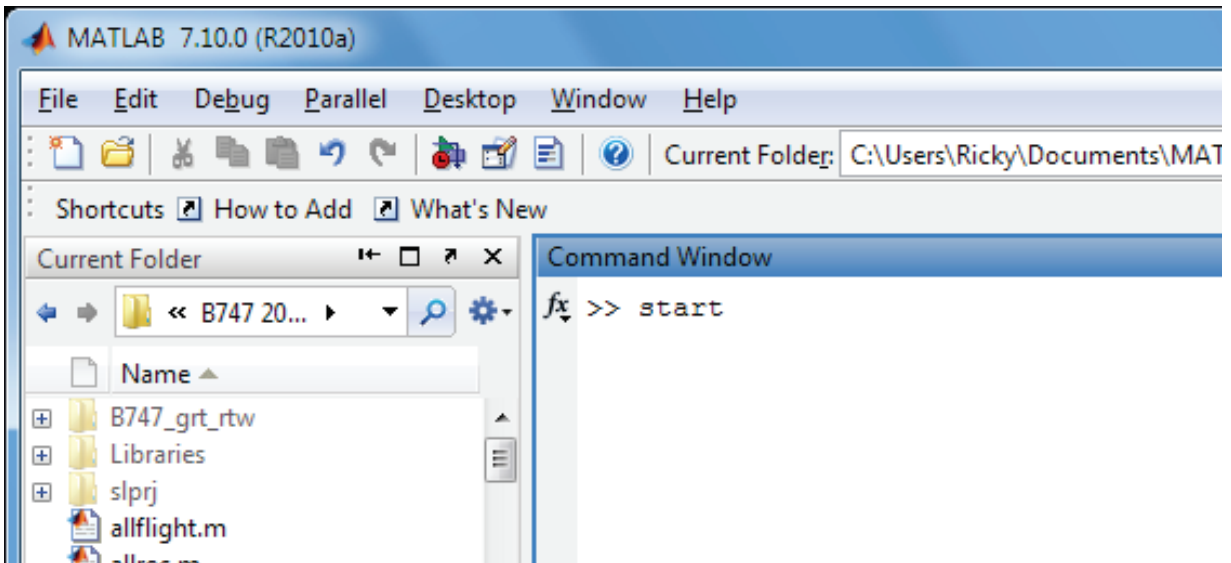 MATLAB 7.10.0 (R2010a)
File Edit Debug Parallel Desktop Window Help
Current Folder: C:\Users\Ricky\Documents\MAT
Shortcuts How to Add What's New
Current Folder
Command Window
« B747 20...
fx >> start
Name
B747_grt_rtw
Libraries
slprj
allflight.m